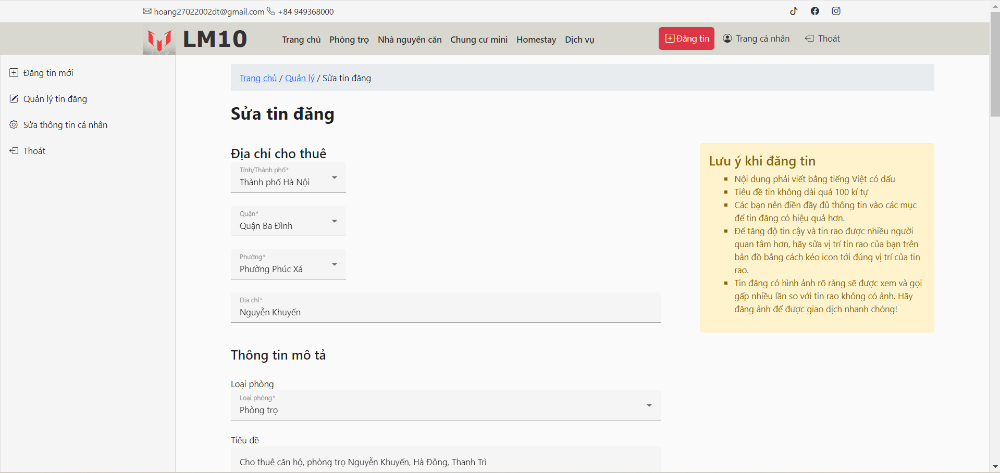 hoang27022002dt@gmail.com +84 949368000
LM10
Trang chủ Phòng trọ Nhà nguyên căn Chung cư mini Homestay Dịch vụ
Đăng tin Trang cá nhân Thoát
Đăng tin mới
Quản lý tin đăng
Sửa thông tin cá nhân
Thoát
Trang chủ / Quản lý / Sửa tin đăng
Sửa tin đăng
Địa chỉ cho thuê
Tỉnh/Thành phố*
Thành phố Hà Nội
Quận*
Quận Ba Đình
Phường*
Phường Phúc Xá
Địa chỉ*
Nguyễn Khuyến
Thông tin mô tả
Loại phòng
Loại phòng*
Phòng trọ
Tiêu đề
Cho thuê căn hộ, phòng trọ Nguyễn Khuyến, Hà Đông, Thanh Trì
Lưu ý khi đăng tin
Nội dung phải viết bằng tiếng Việt có dấu
Tiêu đề tin không dài quá 100 kí tự
Các bạn nên điền đầy đủ thông tin vào các mục
để tin đăng có hiệu quả hơn.
Để tăng độ tin cậy và tin rao được nhiều người
quan tâm hơn, hãy sửa vị trí tin rao của bạn trên
bản đồ bằng cách kéo icon tới đúng vị trí của tin
rao.
Tin đăng có hình ảnh rõ ràng sẽ được xem và gọi
gấp nhiều lần so với tin rao không có ảnh. Hãy
đăng ảnh để được giao dịch nhanh chóng!